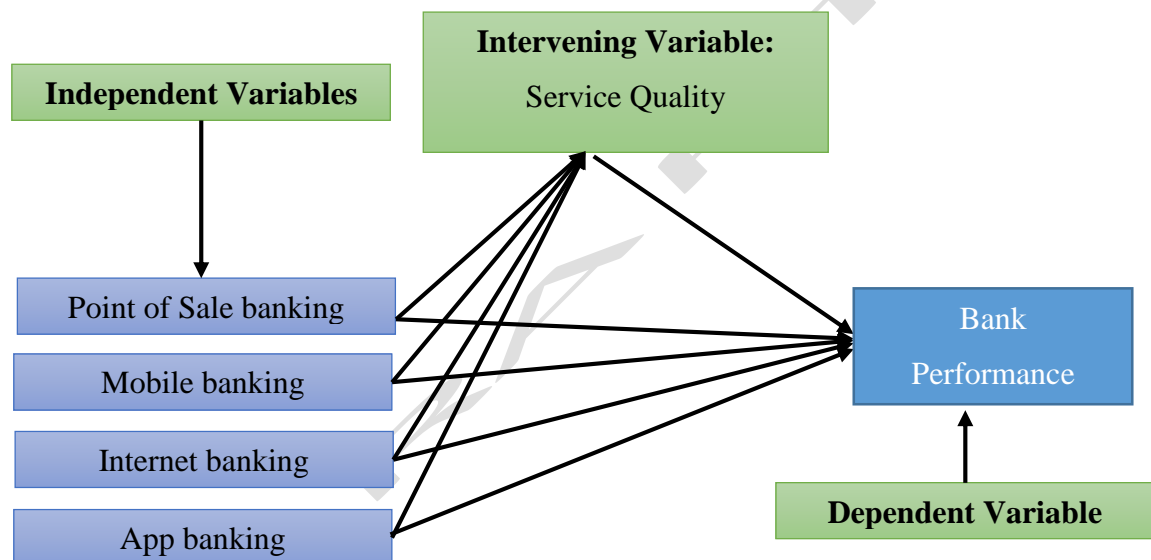 Intervening Variable:
Service Quality
Independent Variables
Point of Sale banking
Mobile banking
Internet banking
App banking
Bank
Performance
Dependent Variable